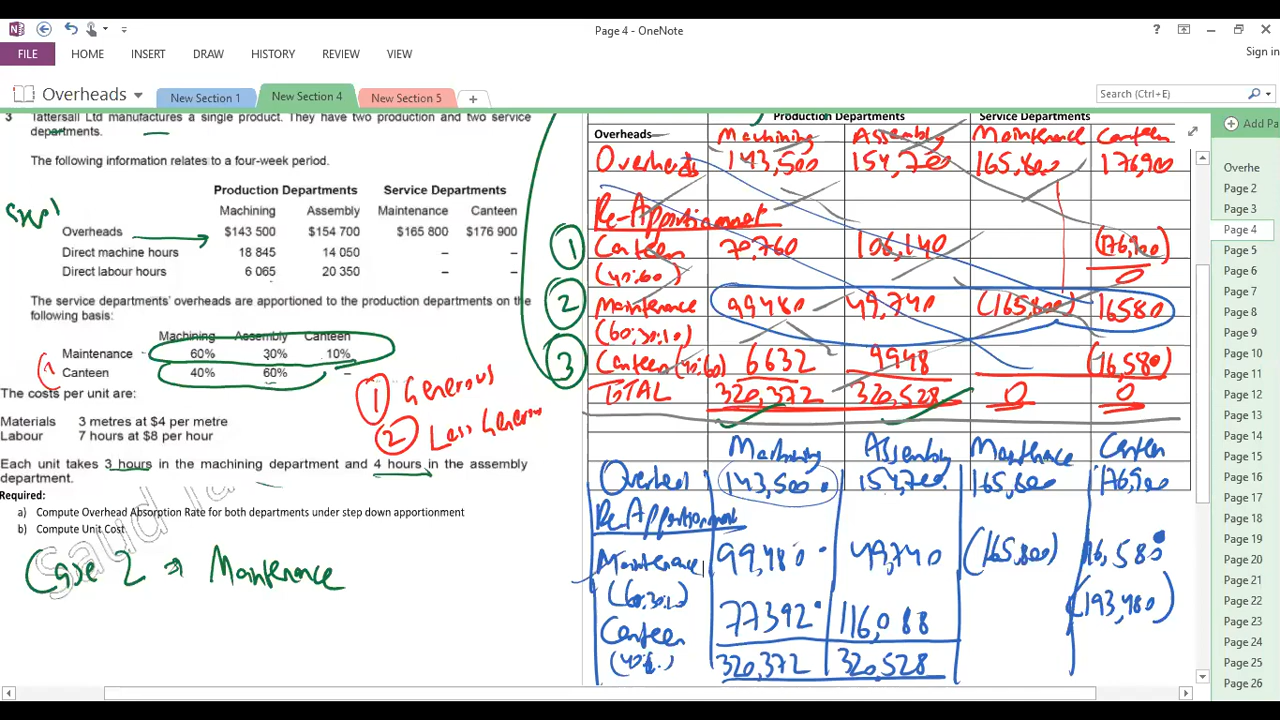 Page 4 - OneNote
Sign in
FILE HOME INSERT DRAW HISTORY REVIEW VIEW
Overheads New Section 1 New Section 4 New Section 5
Search (Ctrl+E)
Add Pa
Overhe
Page 2
Page 3
Page 4
Page 5
Page 6
Page 7
Page 8
Page 9
Page 10
Page 11
Page 12
Page 13
Page 14
Page 15
Page 16
Page 17
Page 18
Page 19
Page 20
Page 21
Page 22
Page 23
Page 24
Page 25
Page 26
3 Tattersall Ltd manufactures a single product. They have two production and two service
departments.
The following information relates to a four-week period.
Production Departments Service Departments
Machining Assembly Maintenance Canteen
Overheads $143 500 $154 700 $165 800 $176 900
Direct machine hours 18 845 14 050 – –
Direct labour hours 6 065 20 350 – –
The service departments' overheads are apportioned to the production departments on the
following basis:
Machining Assembly Canteen
Maintenance 60% 30% 10%
Canteen 40% 60% –
The costs per unit are:
Materials 3 metres at $4 per metre
Labour 7 hours at $8 per hour
① Generous
② Less Generous
Each unit takes 3 hours in the machining department and 4 hours in the assembly
department.
Required:
a) Compute Overhead Absorption Rate for both departments under step down apportionment
b) Compute Unit Cost
Case 2 ⇒ Maintenance
Production Departments Service Departments
Overheads Machining Assembly Maintenance Canteen
Overheads 143,500 154,700 165,800 176,900
Re-Apportionment
① Canteen 70,760 106,140 (176,900)
(40:60) 0
② Maintenance 99480 49,740 (165,800) 16580
(60:30:10)
③ Canteen (40:60) 6632 9948 (16,580)
TOTAL 320,372 320,528 0 0
Machining Assembly Maintenance Canteen
Overhead 143,500 154,700 165,800 176,900
Re Apportionment
Maintenance 99,480 49,740 (165,800) 16,580
(60:30:10)
Canteen 77392 116,088 (193,480)
320,372 320,528